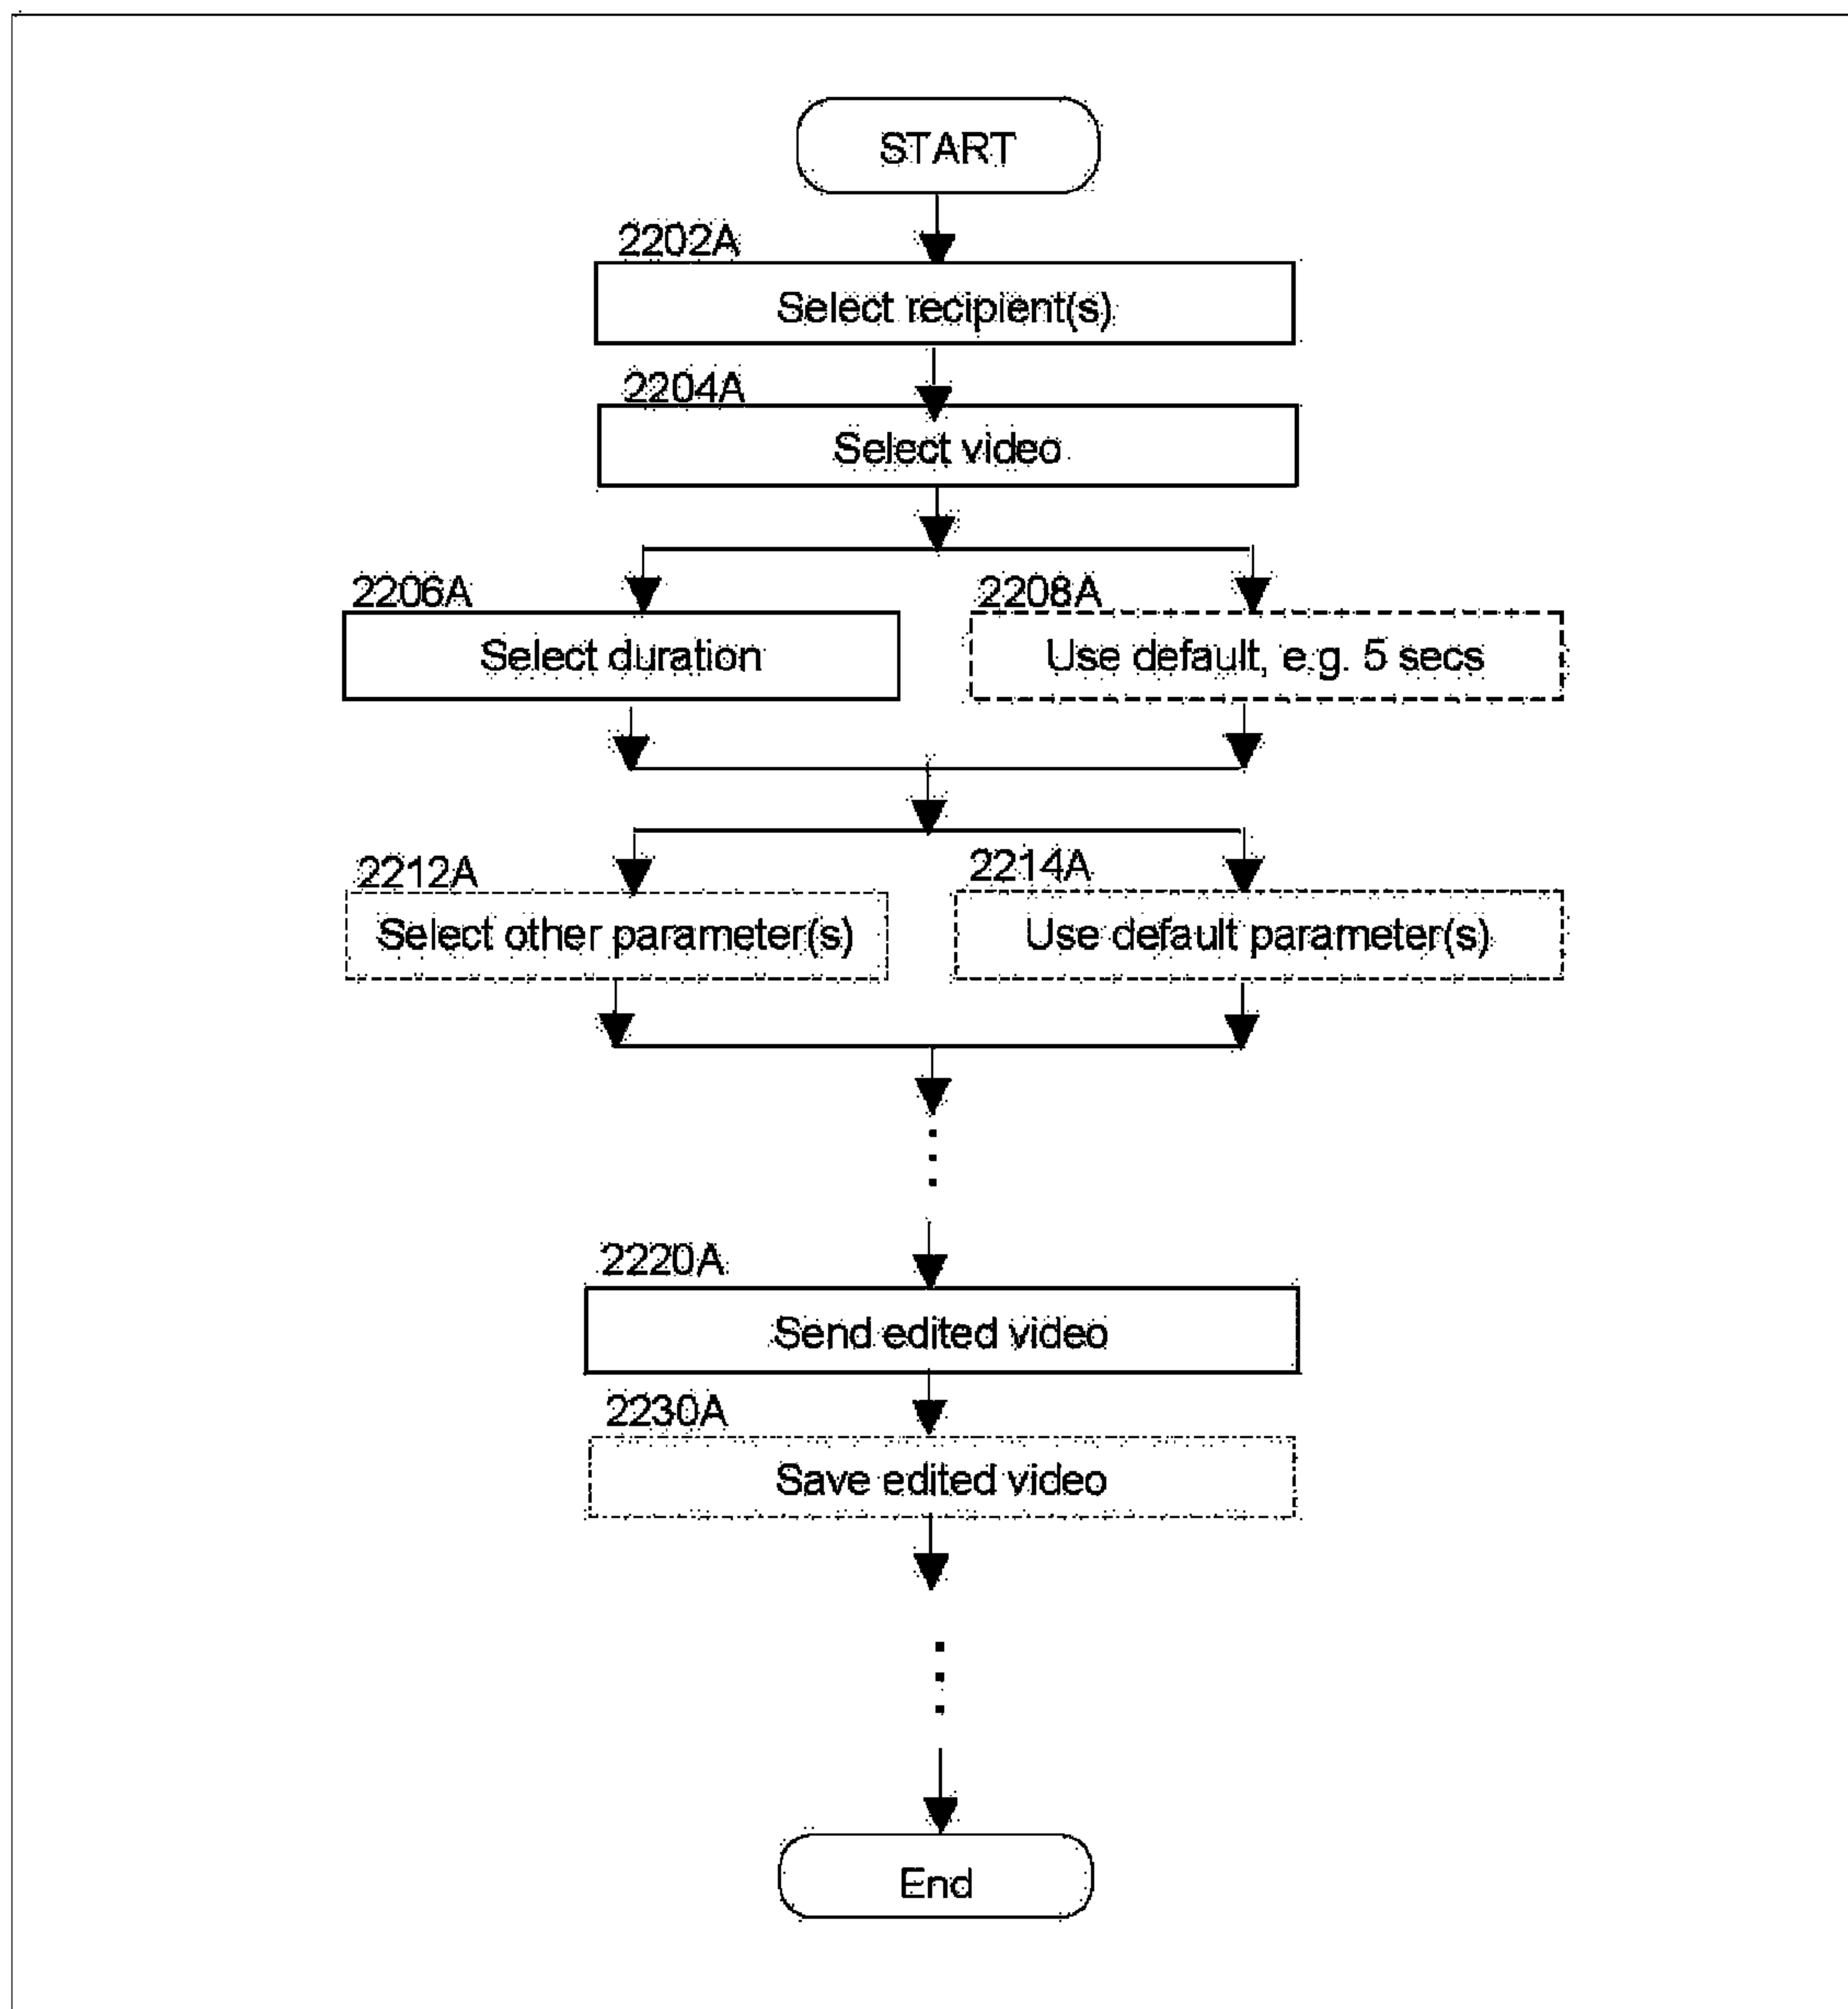 START
2202A
Select recipient(s)
2204A
Select video
2206A
Select duration
2208A
Use default, e.g. 5 secs
2212A
Select other parameter(s)
2214A
Use default parameter(s)
2220A
Send edited video
2230A
Save edited video
End